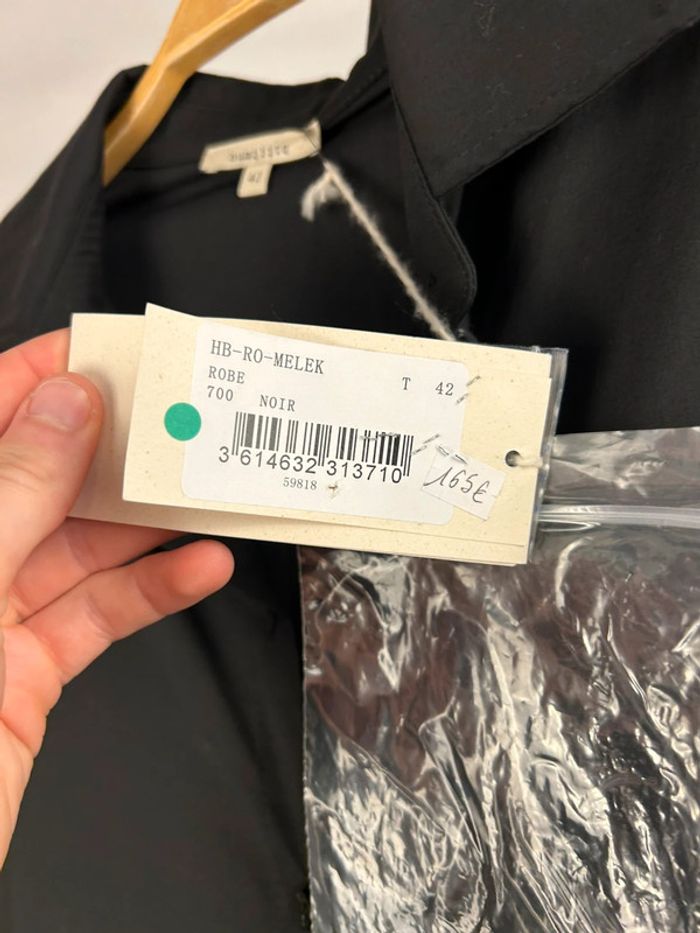 42
HB-RO-MELEK
ROBE T 42
700 NOIR
3 614632 313710
59818
165€